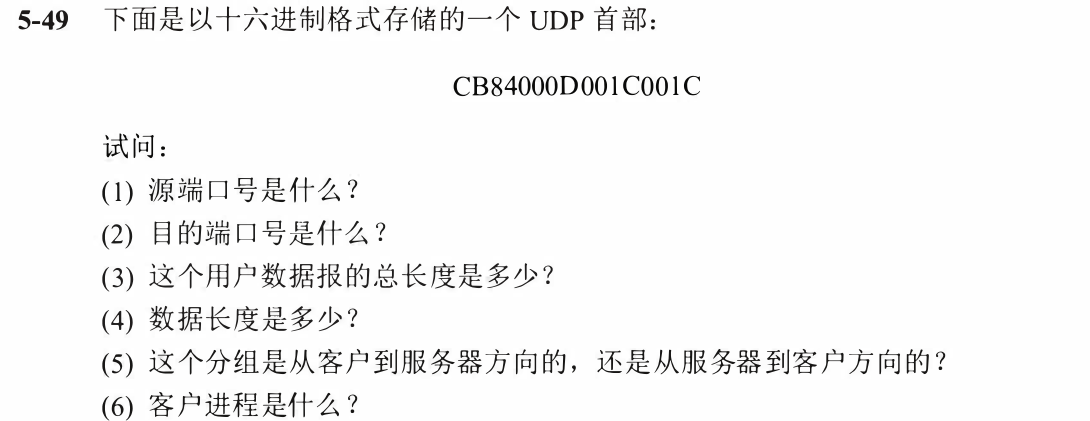 5-49 下面是以十六进制格式存储的一个 UDP 首部：
CB84000D001C001C
试问：
(1) 源端口号是什么？
(2) 目的端口号是什么？
(3) 这个用户数据报的总长度是多少？
(4) 数据长度是多少？
(5) 这个分组是从客户到服务器方向的，还是从服务器到客户方向的？
(6) 客户进程是什么？